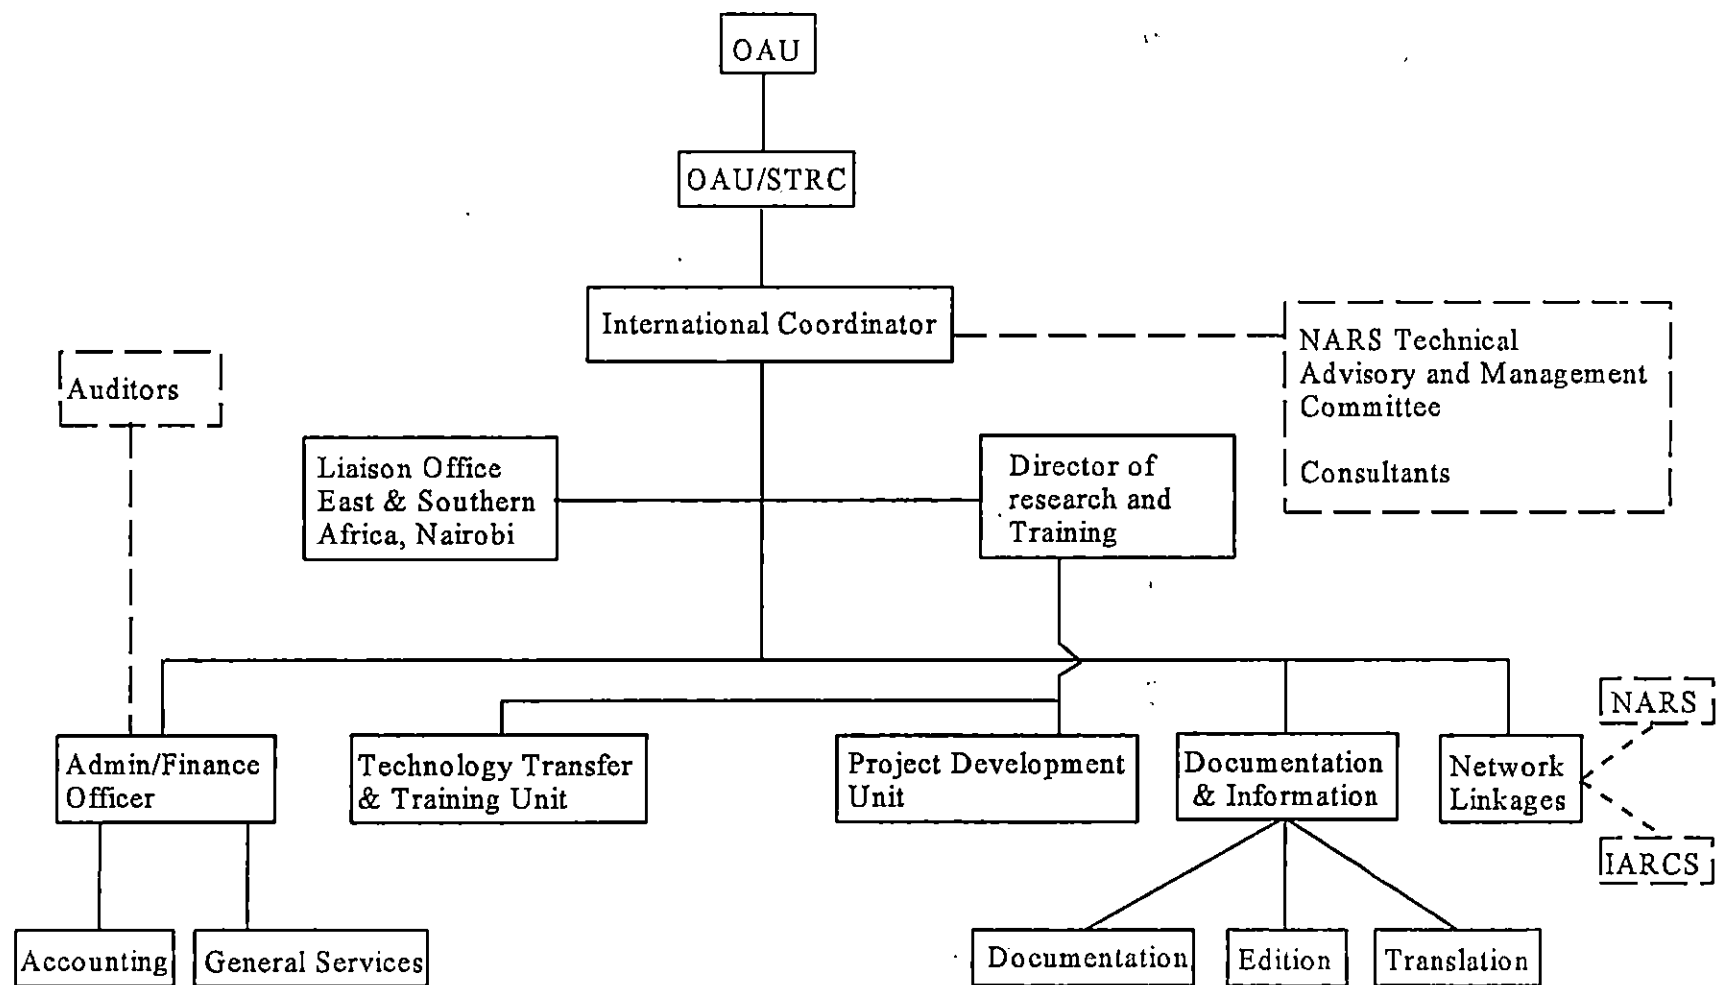 OAU
OAU/STRC
International Coordinator
NARS Technical
Advisory and Management
Committee
Consultants
Auditors
Liaison Office
East & Southern
Africa, Nairobi
Director of
research and
Training
NARS
Admin/Finance
Officer
Technology Transfer
& Training Unit
Project Development
Unit
Documentation
& Information
Network
Linkages
IARCS
Accounting
General Services
Documentation
Edition
Translation